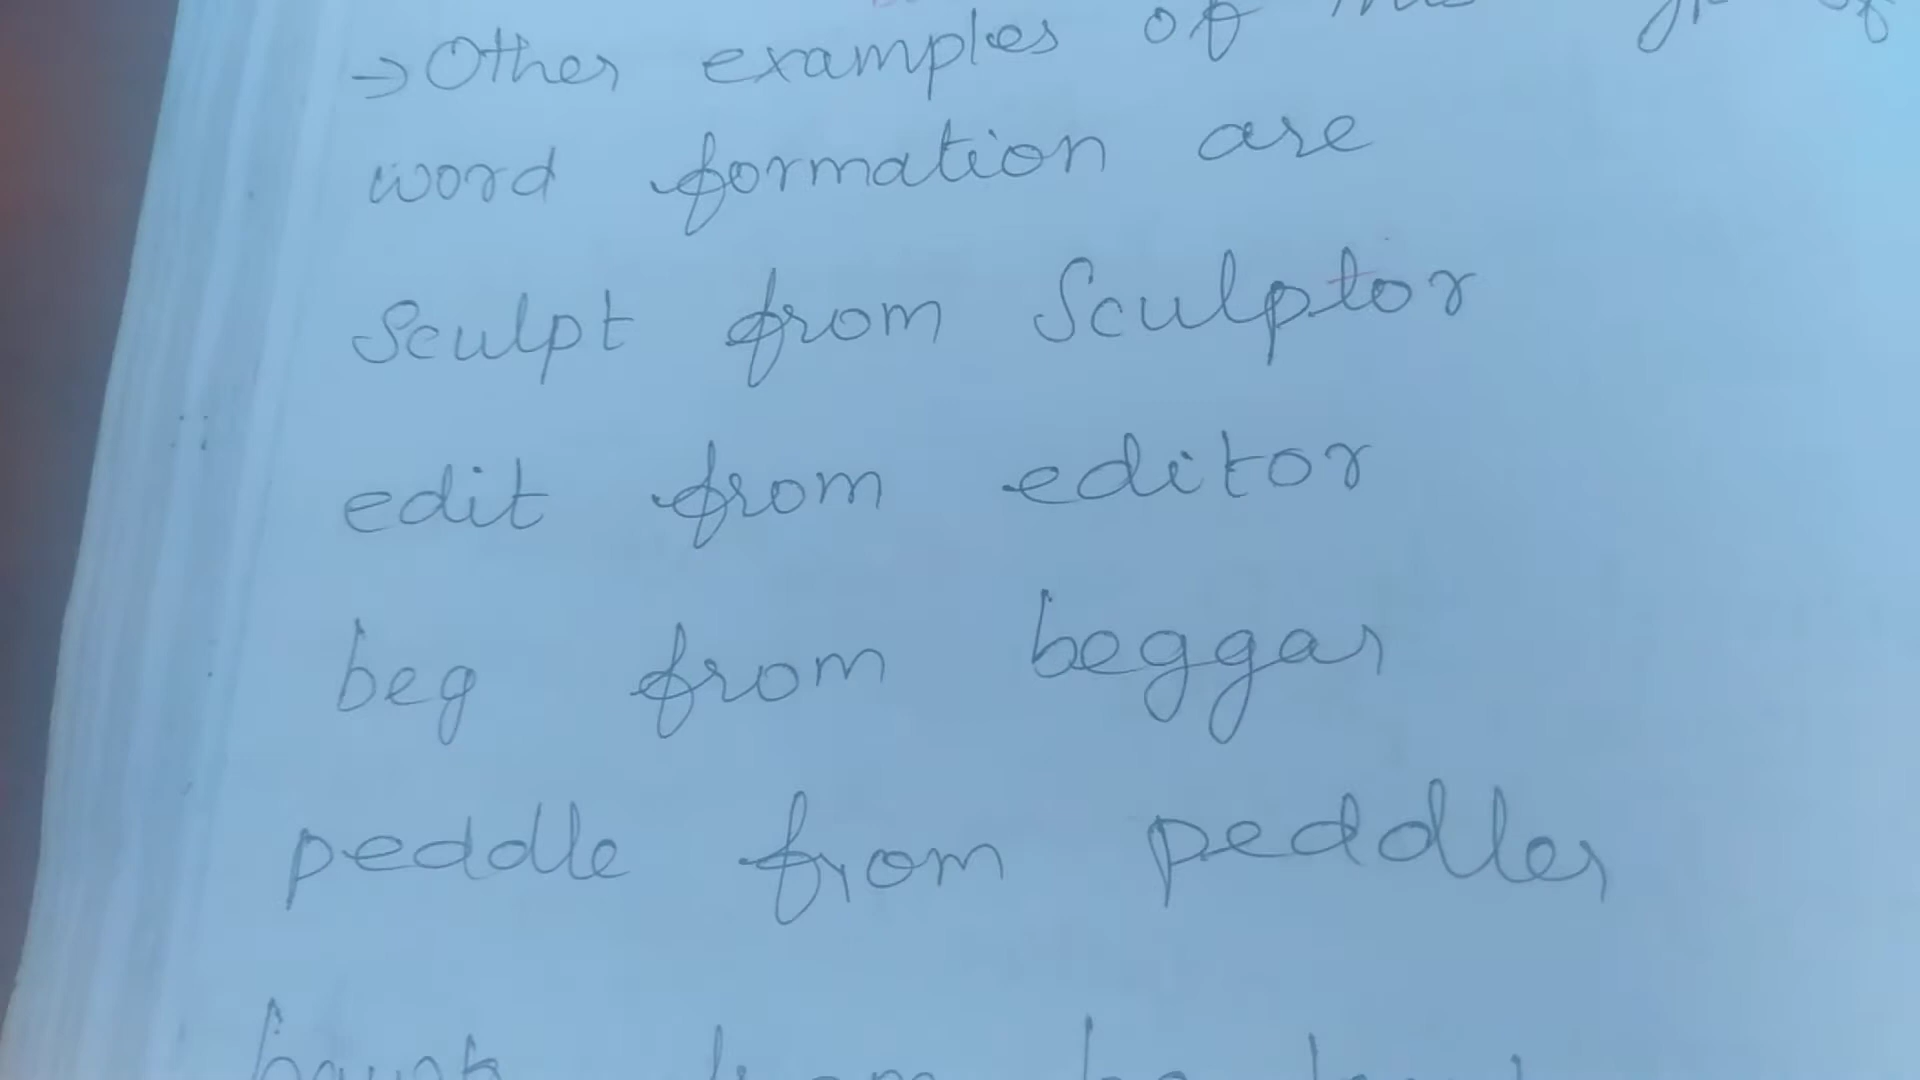 → Other examples of
word formation are
Sculpt from Sculptor
edit from editor
beg from beggar
peddle from peddler